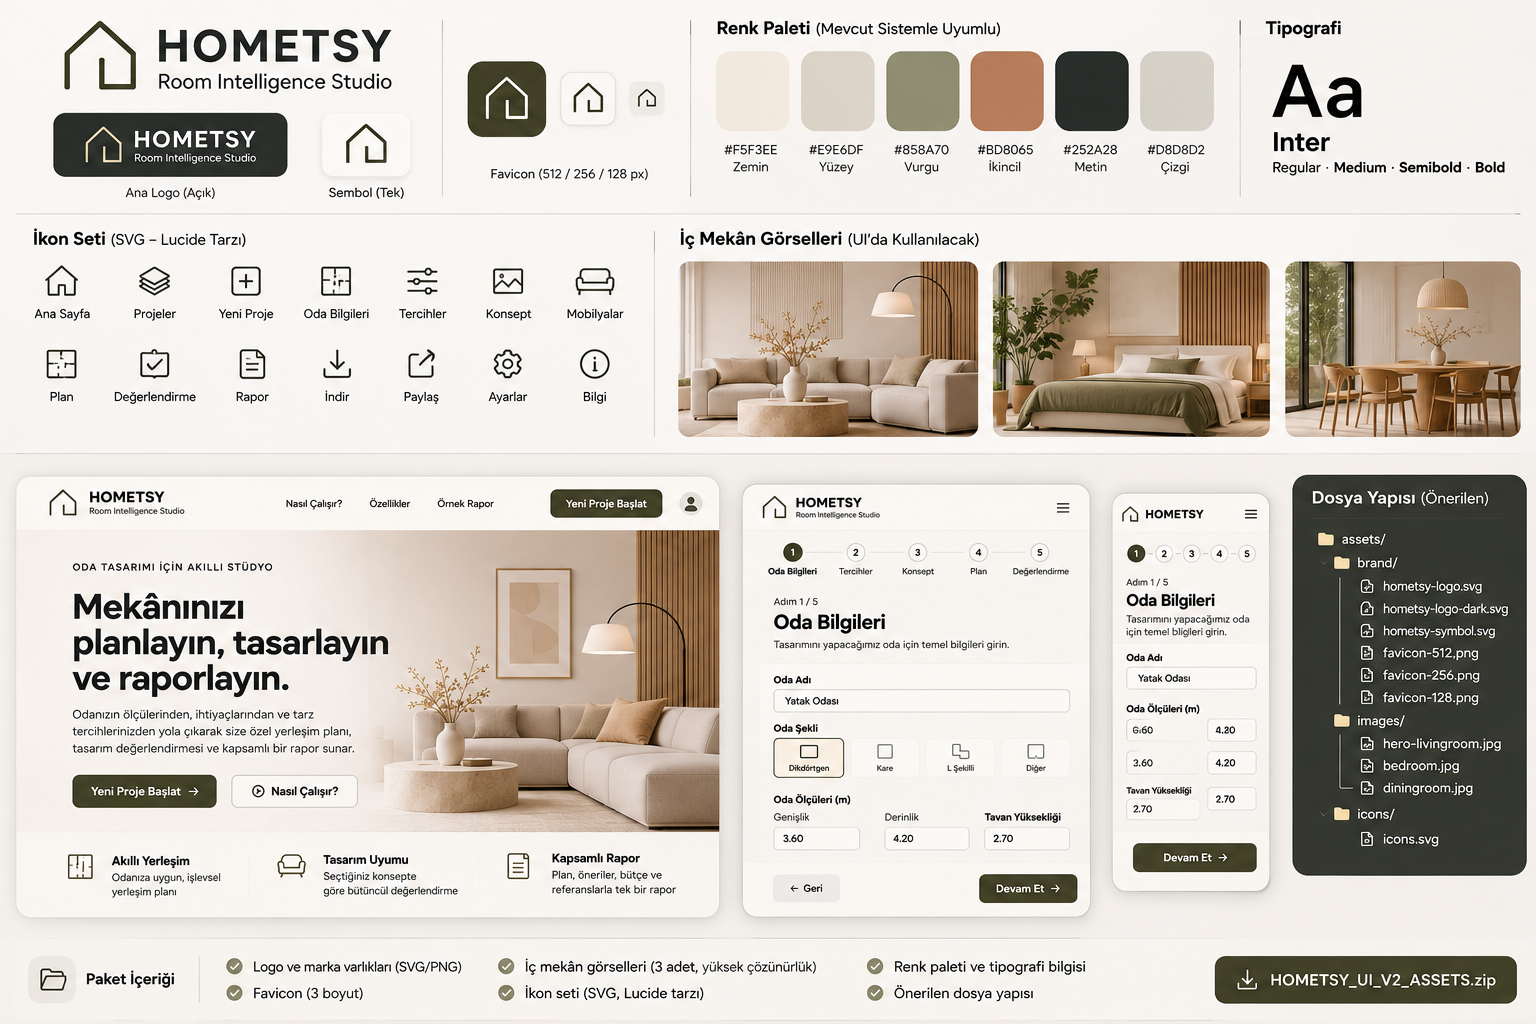 HOMETSY
Room Intelligence Studio
HOMETSY
Room Intelligence Studio
Ana Logo (Açık)
Sembol (Tek)
Favicon (512 / 256 / 128 px)
Renk Paleti (Mevcut Sistemle Uyumlu)
#F5F3EE
Zemin
#E9E6DF
Yüzey
#858A70
Vurgu
#BD8065
İkincil
#252A28
Metin
#D8D8D2
Çizgi
Tipografi
Aa
Inter
Regular · Medium · Semibold · Bold
İkon Seti (SVG – Lucide Tarzı)
Ana Sayfa
Projeler
Yeni Proje
Oda Bilgileri
Tercihler
Konsept
Mobilyalar
Plan
Değerlendirme
Rapor
İndir
Paylaş
Ayarlar
Bilgi
İç Mekân Görselleri (UI'da Kullanılacak)
HOMETSY
Room Intelligence Studio
Nasıl Çalışır?
Özellikler
Örnek Rapor
Yeni Proje Başlat
ODA TASARIMI İÇİN AKILLI STÜDYO
Mekânınızı
planlayın, tasarlayın
ve raporlayın.
Odanızın ölçülerinden, ihtiyaçlarından ve tarz
tercihlerinizden yola çıkarak size özel yerleşim planı,
tasarım değerlendirmesi ve kapsamlı bir rapor sunar.
Yeni Proje Başlat →
Nasıl Çalışır?
Akıllı Yerleşim
Odanıza uygun, işlevsel
yerleşim planı
Tasarım Uyumu
Seçtiğiniz konsepte
göre bütüncül değerlendirme
Kapsamlı Rapor
Plan, öneriler, bütçe ve
referanslarla tek bir rapor
HOMETSY
Room Intelligence Studio
1
2
3
4
5
Oda Bilgileri
Tercihler
Konsept
Plan
Değerlendirme
Adım 1 / 5
Oda Bilgileri
Tasarımını yapacağımız oda için temel bilgileri girin.
Oda Adı
Yatak Odası
Oda Şekli
Dikdörtgen
Kare
L Şekilli
Diğer
Oda Ölçüleri (m)
Genişlik
Derinlik
Tavan Yüksekliği
3.60
4.20
2.70
← Geri
Devam Et →
HOMETSY
1
2
3
4
5
Adım 1 / 5
Oda Bilgileri
Tasarımını yapacağımız oda
için temel bligleri girin.
Oda Adı
Yatak Odası
Oda Ölçüleri (m)
4.20
3.60
4.20
Tavan Yüksekliği
2.70
2.70
Devam Et →
Dosya Yapısı (Önerilen)
assets/
brand/
hometsy-logo.svg
hometsy-logo-dark.svg
hometsy-symbol.svg
favicon-512.png
favicon-256.png
favicon-128.png
images/
hero-livingroom.jpg
bedroom.jpg
diningroom.jpg
icons/
icons.svg
Paket İçeriği
Logo ve marka varlıkları (SVG/PNG)
Favicon (3 boyut)
İç mekân görselleri (3 adet, yüksek çözünürlük)
İkon seti (SVG, Lucide tarzı)
Renk paleti ve tipografi bilgisi
Önerilen dosya yapısı
HOMETSY_UI_V2_ASSETS.zip